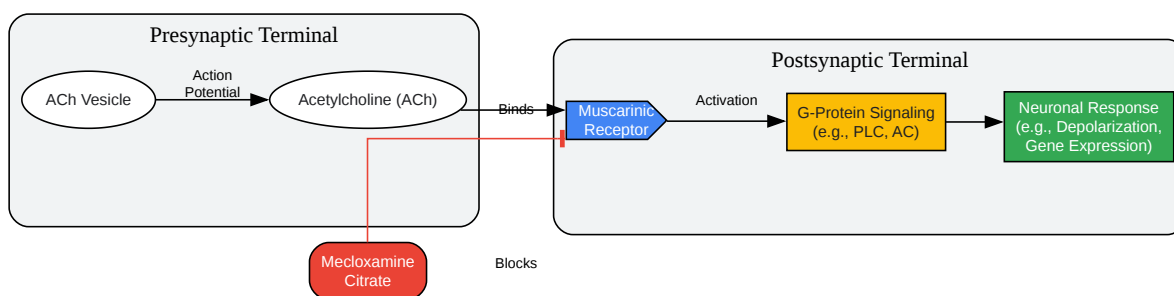 Presynaptic Terminal
ACh Vesicle
Action
Potential
Acetylcholine (ACh)
Binds
Postsynaptic Terminal
Muscarinic
Receptor
Activation
G-Protein Signaling
(e.g., PLC, AC)
Neuronal Response
(e.g., Depolarization,
Gene Expression)
Mecloxamine
Citrate
Blocks